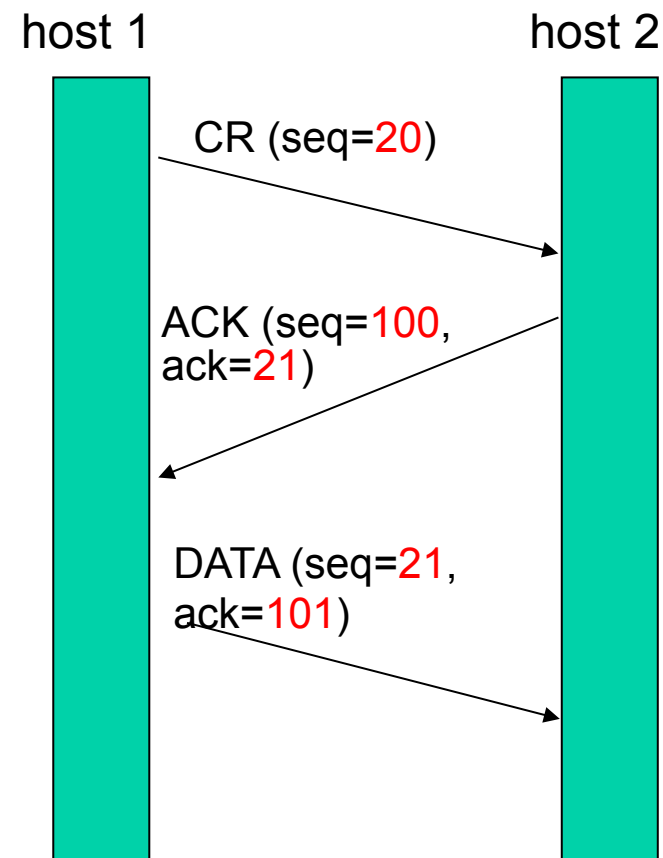 host 1 host 2
CR (seq=20)
ACK (seq=100,
ack=21)
DATA (seq=21,
ack=101)